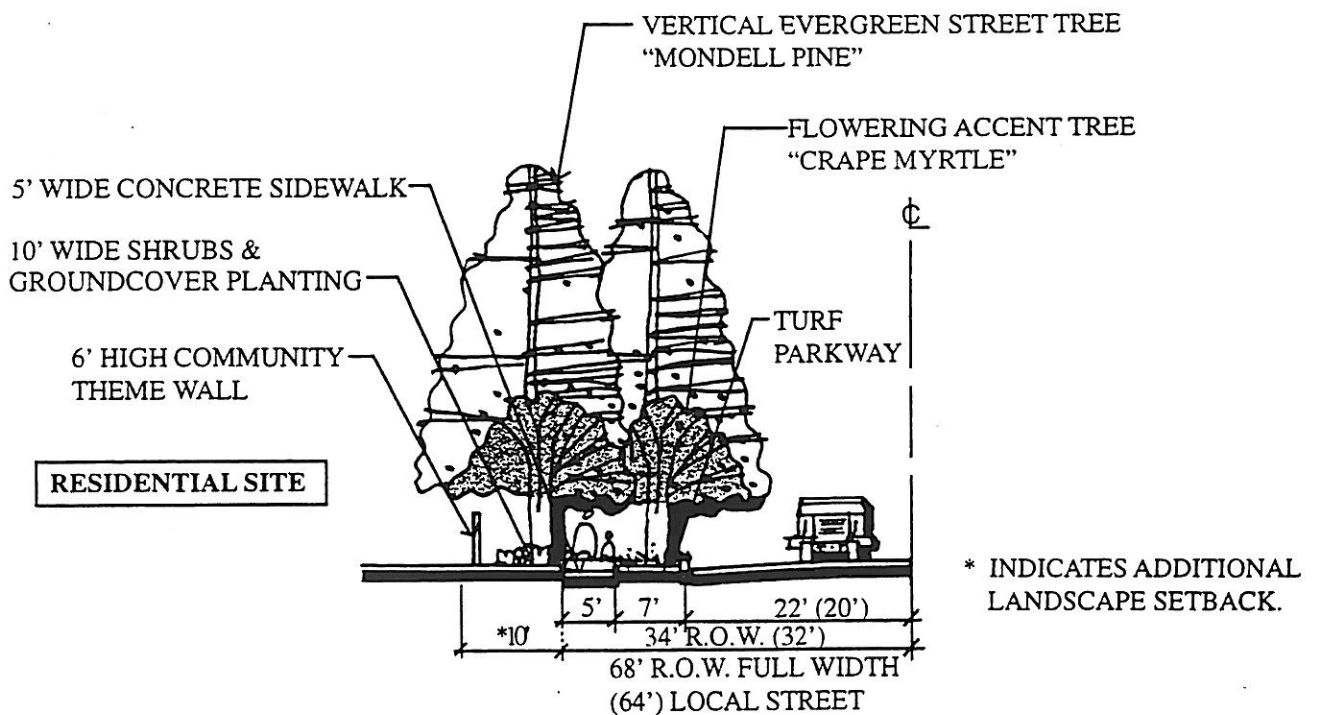 VERTICAL EVERGREEN STREET TREE
“MONDELL PINE”
FLOWERING ACCENT TREE
“CRAPE MYRTLE”
5’ WIDE CONCRETE SIDEWALK
℄
10’ WIDE SHRUBS &
GROUNDCOVER PLANTING
TURF
PARKWAY
6’ HIGH COMMUNITY
THEME WALL
RESIDENTIAL SITE
* INDICATES ADDITIONAL
LANDSCAPE SETBACK.
5’ 7’ 22’ (20’)
*10’ 34’ R.O.W. (32’)
68’ R.O.W. FULL WIDTH
(64’) LOCAL STREET